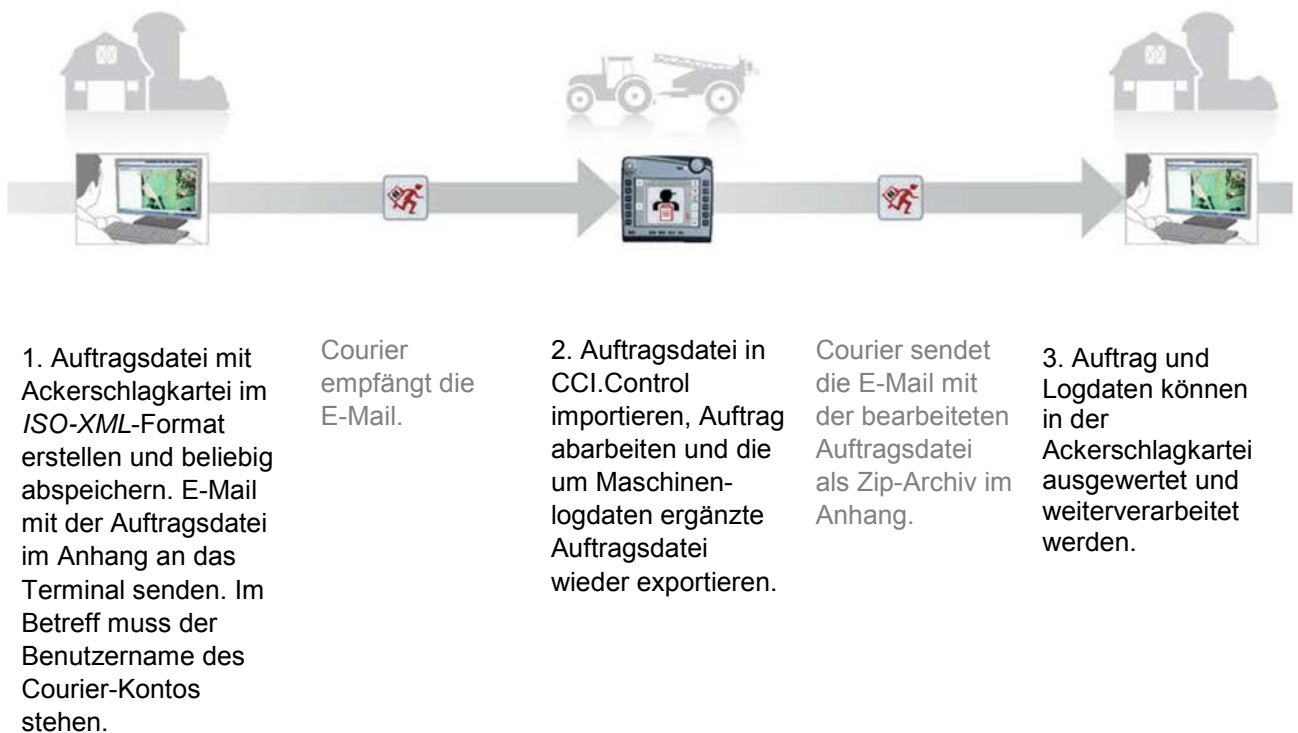 1. Auftragsdatei mit
Ackerschlagkartei im
ISO-XML-Format
erstellen und beliebig
abspeichern. E-Mail
mit der Auftragsdatei
im Anhang an das
Terminal senden. Im
Betreff muss der
Benutzername des
Courier-Kontos
stehen.
Courier
empfängt die
E-Mail.
2. Auftragsdatei in
CCI.Control
importieren, Auftrag
abarbeiten und die
um Maschinen-
logdaten ergänzte
Auftragsdatei
wieder exportieren.
Courier sendet
die E-Mail mit
der bearbeiteten
Auftragsdatei
als Zip-Archiv im
Anhang.
3. Auftrag und
Logdaten können
in der
Ackerschlagkartei
ausgewertet und
weiterverarbeitet
werden.